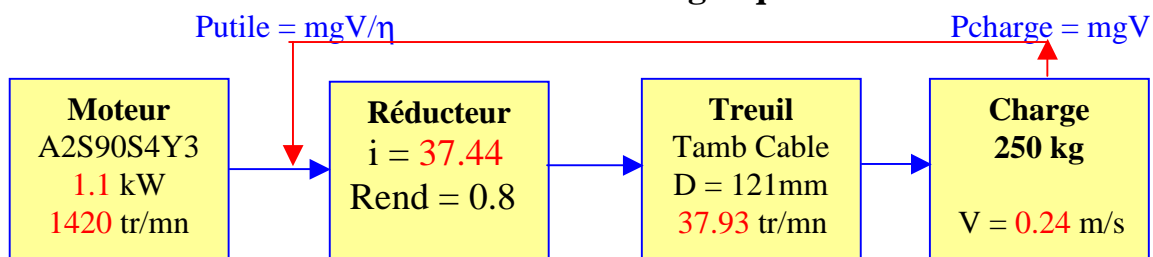 Putile = mgV/η
Pcharge = mgV
Moteur
A2S90S4Y3
1.1 kW
1420 tr/mn
Réducteur
i = 37.44
Rend = 0.8
Treuil
Tamb Cable
D = 121mm
37.93 tr/mn
Charge
250 kg
V = 0.24 m/s